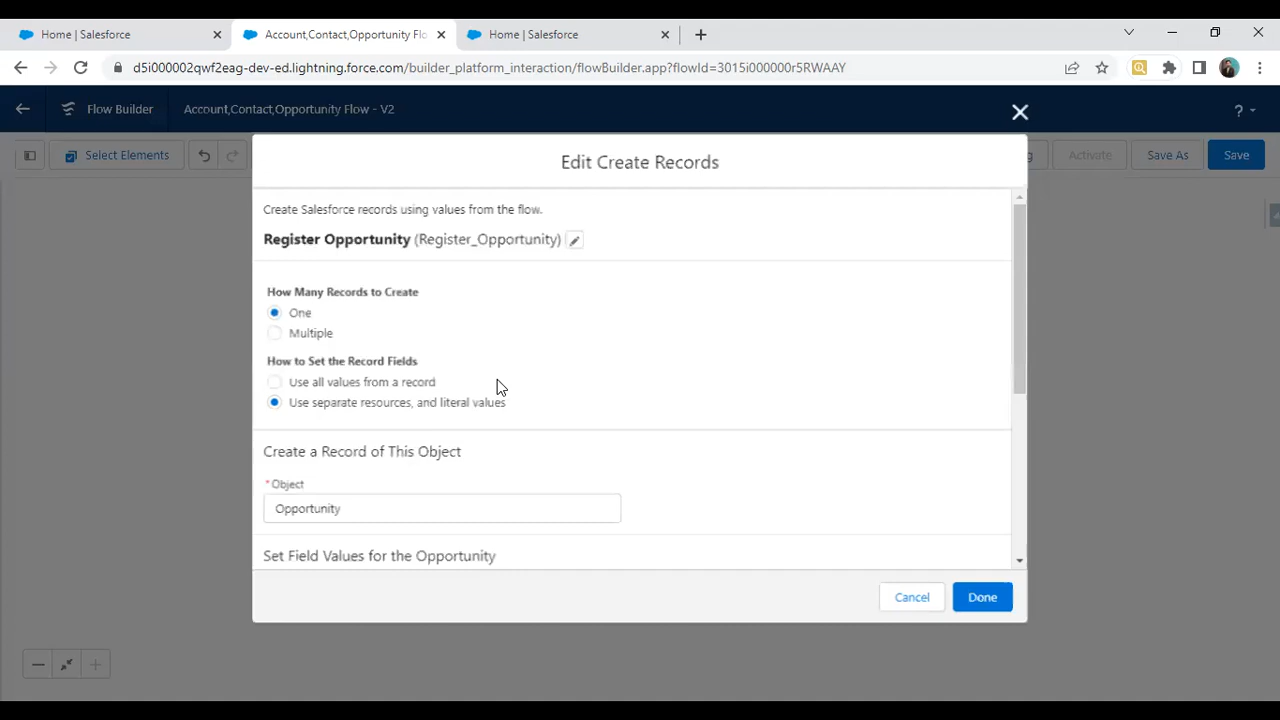 Home | Salesforce
Account,Contact,Opportunity Flo
Home | Salesforce
d5i000002qwf2eag-dev-ed.lightning.force.com/builder_platform_interaction/flowBuilder.app?flowId=3015i000000r5RWAAY
Flow Builder
Account,Contact,Opportunity Flow - V2
?
Select Elements
g
Activate
Save As
Save
Edit Create Records
Create Salesforce records using values from the flow.
Register Opportunity (Register_Opportunity)
How Many Records to Create
One
Multiple
How to Set the Record Fields
Use all values from a record
Use separate resources, and literal values
Create a Record of This Object
* Object
Opportunity
Set Field Values for the Opportunity
Cancel
Done